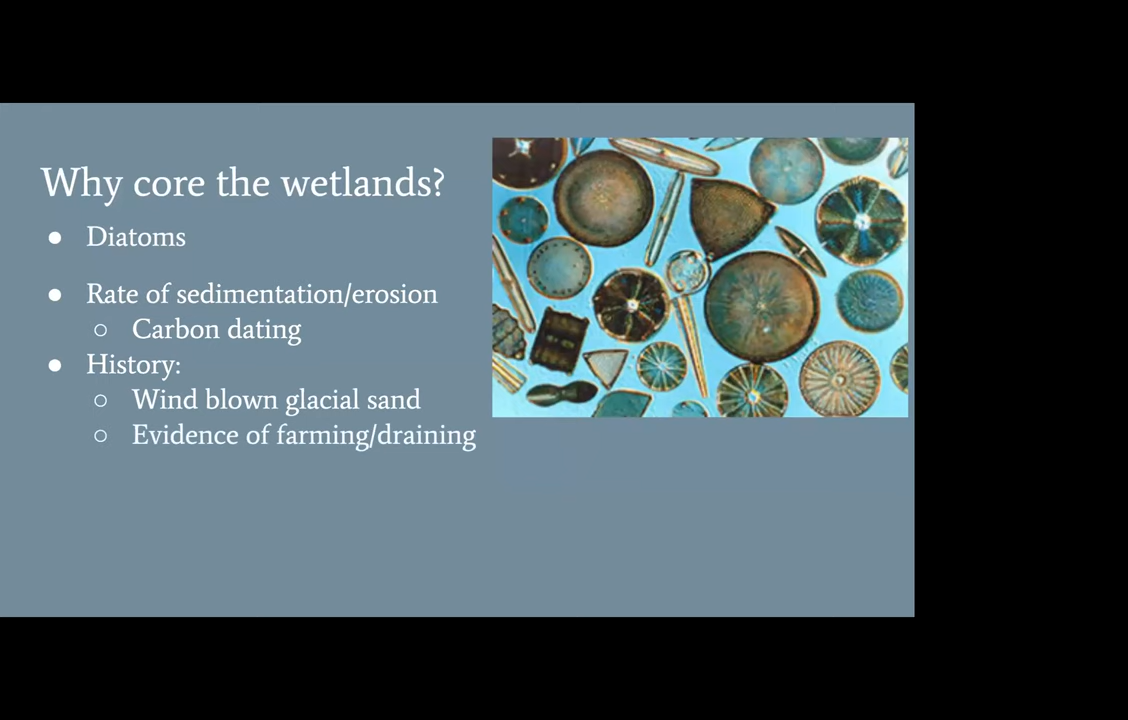 Why core the wetlands?
● Diatoms
● Rate of sedimentation/erosion
○ Carbon dating
● History:
○ Wind blown glacial sand
○ Evidence of farming/draining